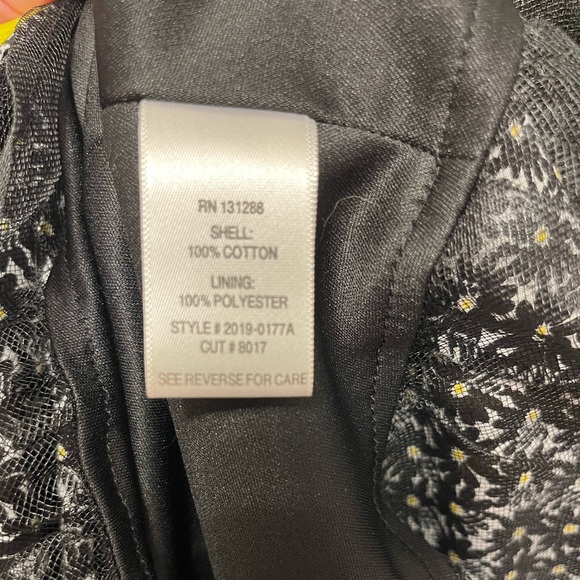 RN 131288
SHELL:
100% COTTON
LINING:
100% POLYESTER
STYLE # 2019-0177A
CUT # 8017
SEE REVERSE FOR CARE